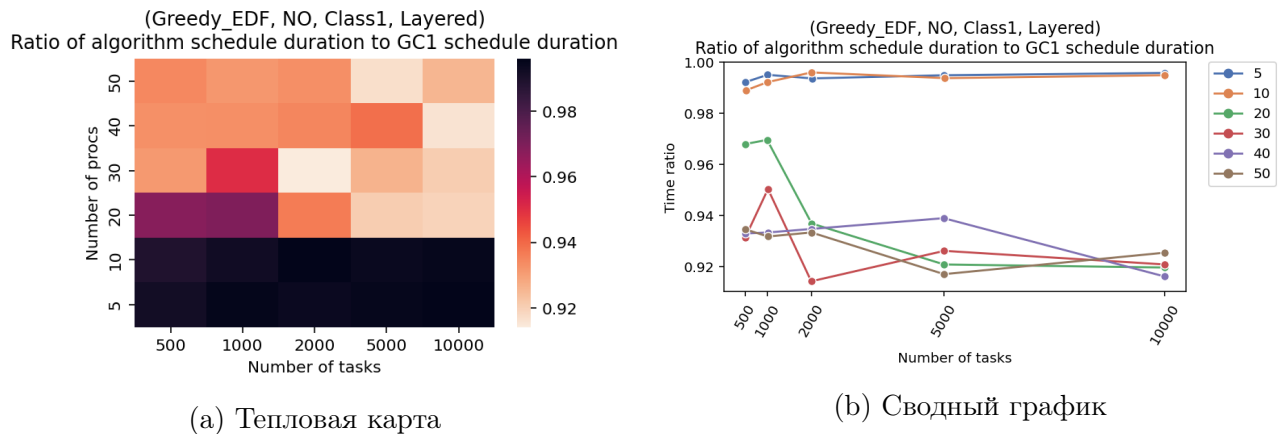 (Greedy_EDF, NO, Class1, Layered)
Ratio of algorithm schedule duration to GC1 schedule duration
Number of procs
50
40
30
20
10
5
500 1000 2000 5000 10000
Number of tasks
0.98
0.96
0.94
0.92
(a) Тепловая карта
(Greedy_EDF, NO, Class1, Layered)
Ratio of algorithm schedule duration to GC1 schedule duration
Time ratio
1.00
0.98
0.96
0.94
0.92
500 1000 2000 5000 10000
Number of tasks
5
10
20
30
40
50
(b) Сводный график